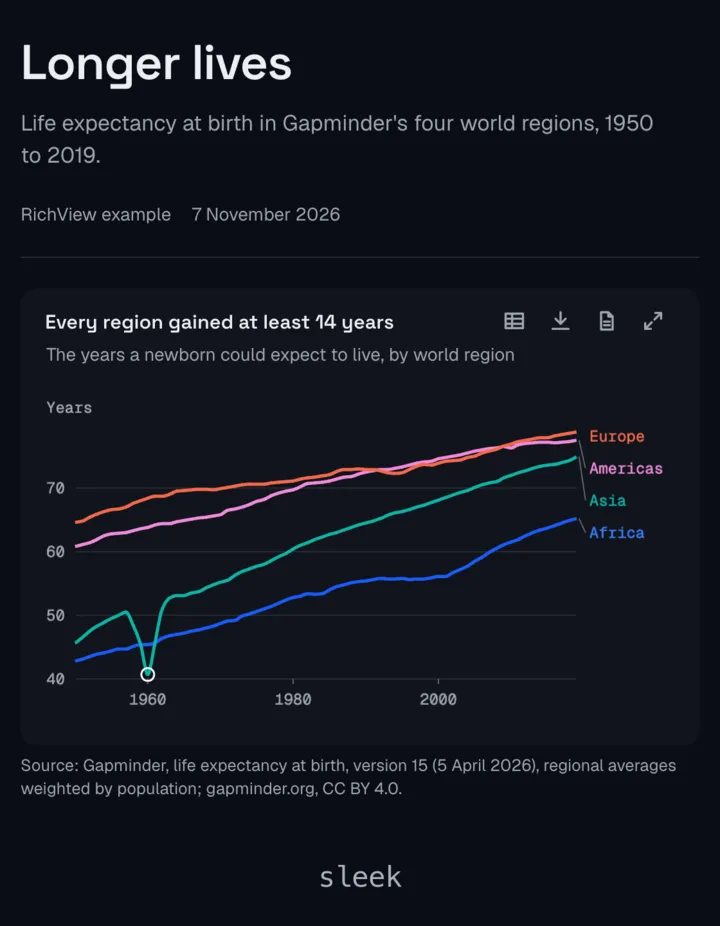 Longer lives
Life expectancy at birth in Gapminder's four world regions, 1950
to 2019.
RichView example 7 November 2026
Every region gained at least 14 years
The years a newborn could expect to live, by world region
Years
Europe
Americas
Asia
Africa
70
60
50
40
1960 1980 2000
Source: Gapminder, life expectancy at birth, version 15 (5 April 2026), regional averages
weighted by population; gapminder.org, CC BY 4.0.
sleek